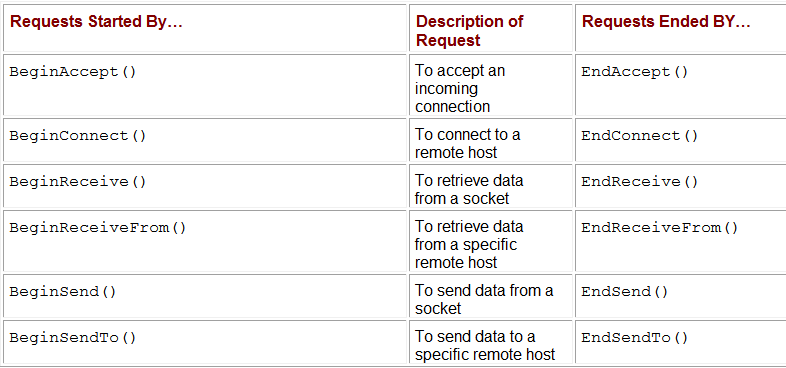 Requests Started By… Description of Requests Ended BY…
Request
BeginAccept() To accept an EndAccept()
incoming
connection
BeginConnect() To connect to a EndConnect()
remote host
BeginReceive() To retrieve data EndReceive()
from a socket
BeginReceiveFrom() To retrieve data EndReceiveFrom()
from a specific
remote host
BeginSend() To send data from a EndSend()
socket
BeginSendTo() To send data to a EndSendTo()
specific remote host